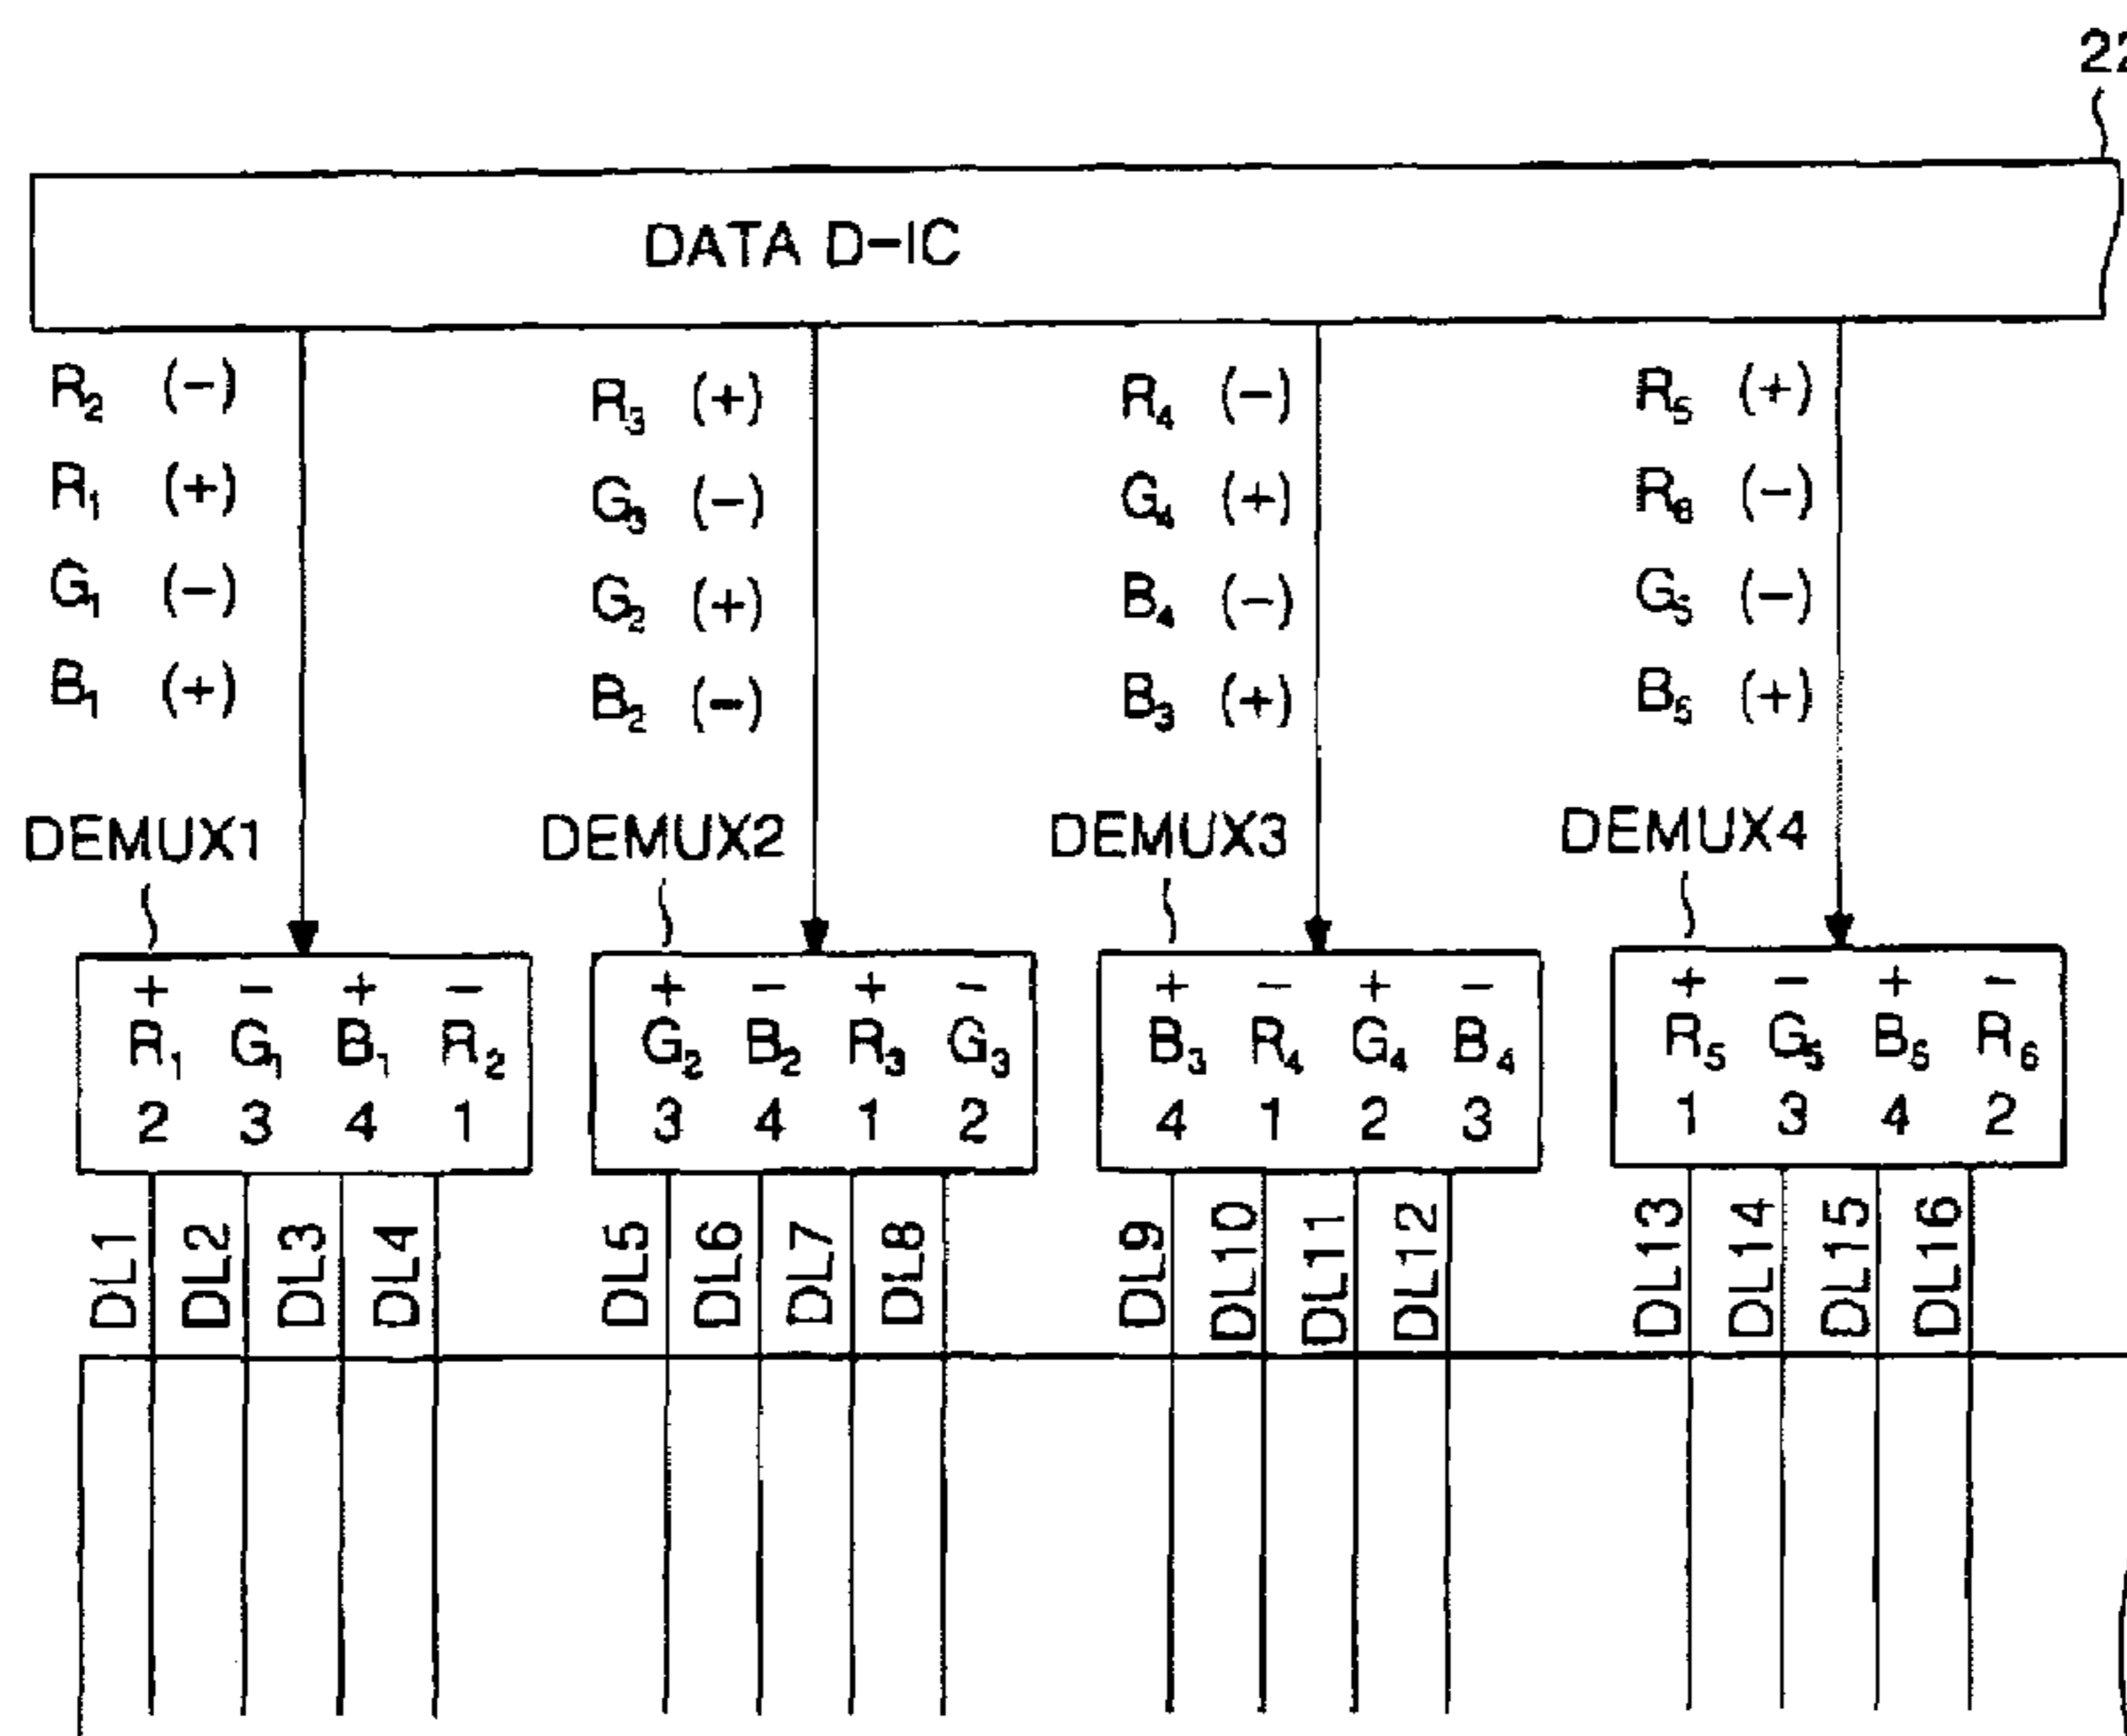 22
DATA D-IC
R2 (−)
R1 (+)
G1 (−)
B1 (+)
R3 (+)
G3 (−)
G2 (+)
B2 (−)
R4 (−)
G4 (+)
B4 (−)
B3 (+)
R5 (+)
R6 (−)
G5 (−)
B5 (+)
DEMUX1 DEMUX2 DEMUX3 DEMUX4
+ − + −
R1 G1 B1 R2
2 3 4 1
+ − + −
G2 B2 R3 G3
3 4 1 2
+ − + −
B3 R4 G4 B4
4 1 2 3
+ − + −
R5 G5 B5 R6
1 3 4 2
DL1 DL2 DL3 DL4 DL5 DL6 DL7 DL8 DL9 DL10 DL11 DL12 DL13 DL14 DL15 DL16